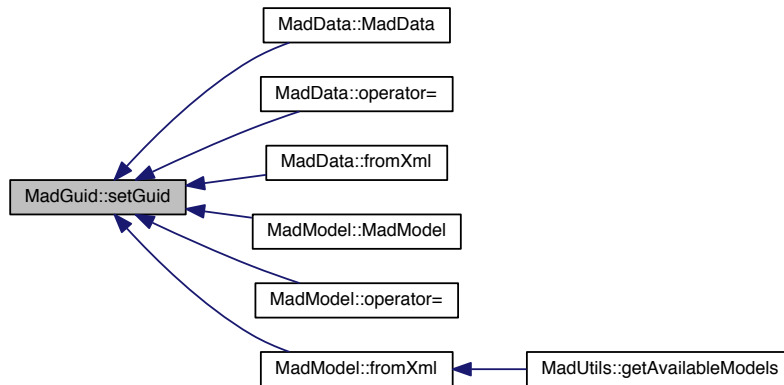 MadData::MadData
MadData::operator=
MadData::fromXml
MadGuid::setGuid
MadModel::MadModel
MadModel::operator=
MadModel::fromXml
MadUtils::getAvailableModels